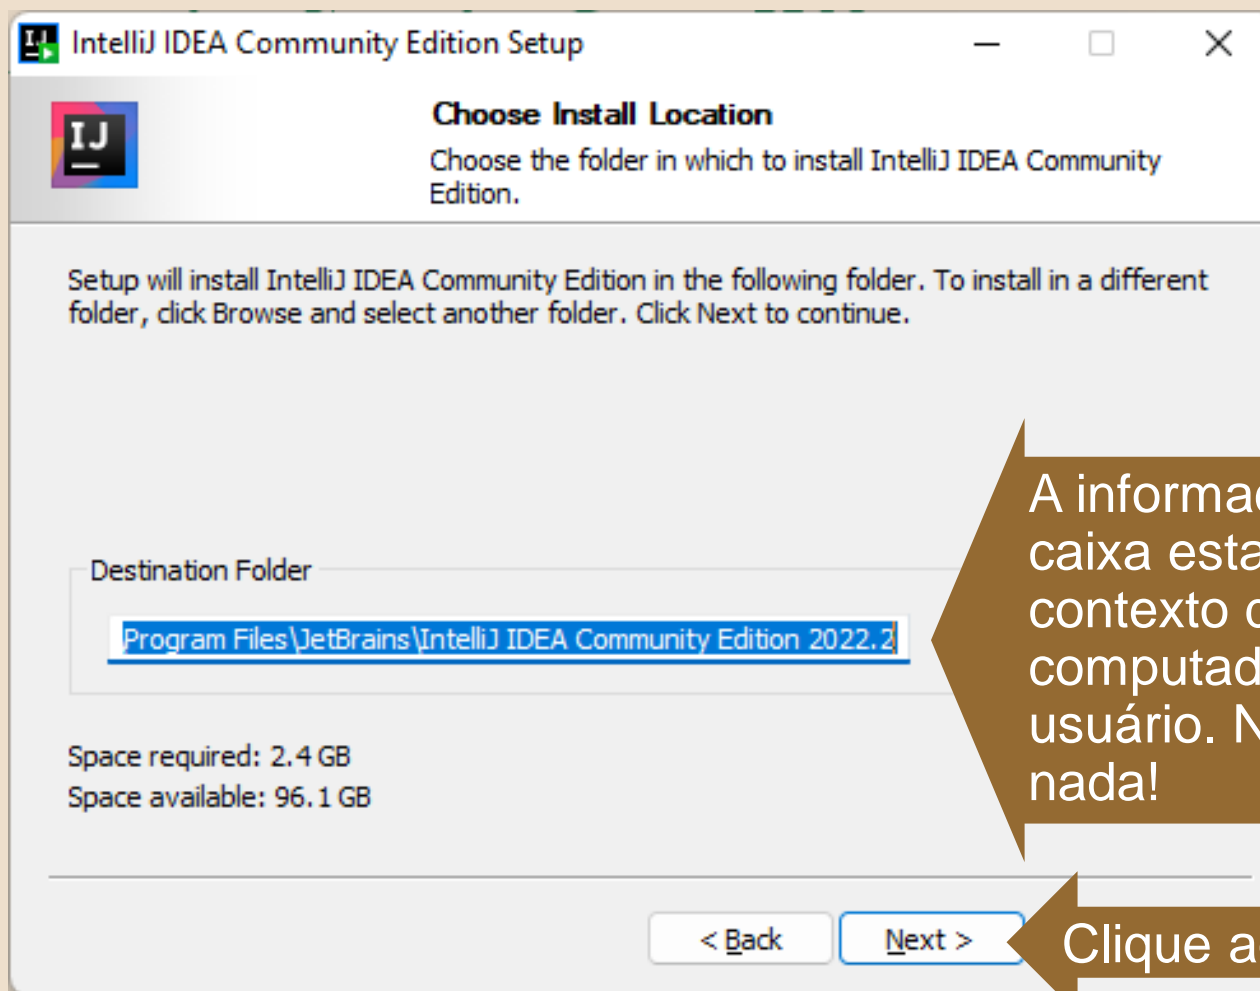 IntelliJ IDEA Community Edition Setup
IJ
Choose Install Location
Choose the folder in which to install IntelliJ IDEA Community
Edition.
Setup will install IntelliJ IDEA Community Edition in the following folder. To install in a different
folder, click Browse and select another folder. Click Next to continue.
A
caixa
contexto
Destination Folder
Program Files\JetBrains\IntelliJ IDEA Community Edition 2022.2
usuário.
nada!
Space required: 2.4 GB
Space available: 96.1 GB
< Back
Next >
Clique